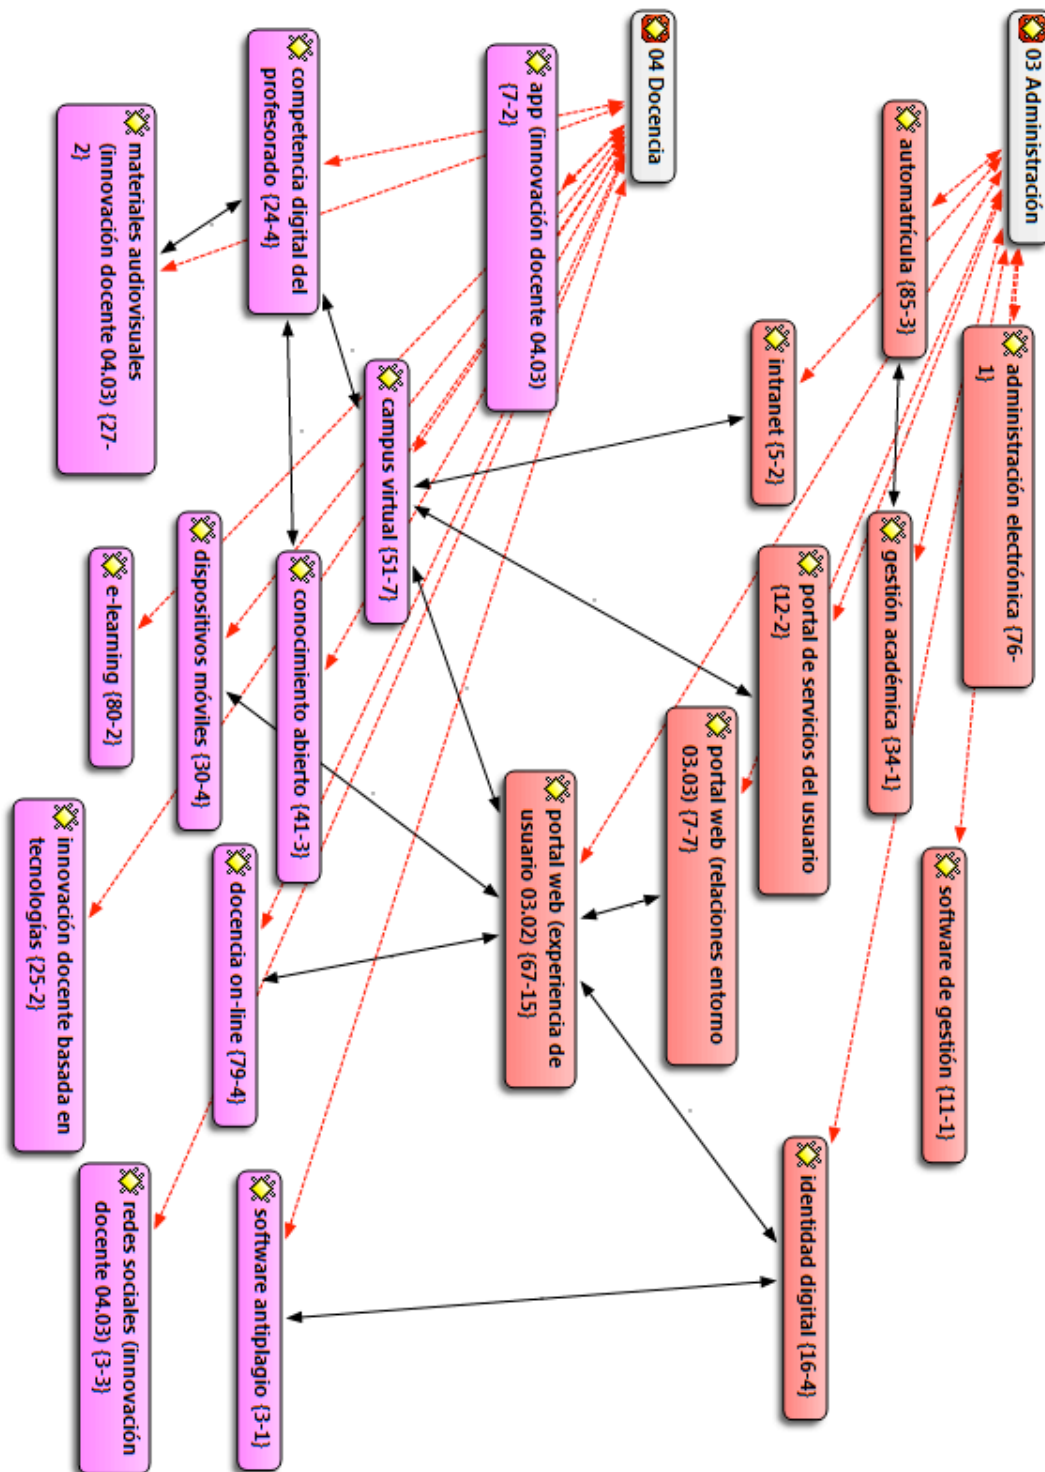 03 Administración
administración electrónica {76-
1}
automatrícula {85-3}
gestión académica {34-1}
software de gestión {11-1}
intranet {5-2}
portal de servicios del usuario
{12-2}
portal web (relaciones entorno
03.03) {7-7}
identidad digital {16-4}
portal web (experiencia de
usuario 03.02) {67-15}
04 Docencia
app (innovación docente 04.03)
{7-2}
campus virtual {51-7}
competencia digital del
profesorado {24-4}
conocimiento abierto {41-3}
docencia on-line {79-4}
software antiplagio {3-1}
dispositivos móviles {30-4}
materiales audiovisuales
(innovación docente 04.03) {27-
2}
e-learning {80-2}
innovación docente basada en
tecnologías {25-2}
redes sociales (innovación
docente 04.03) {3-3}